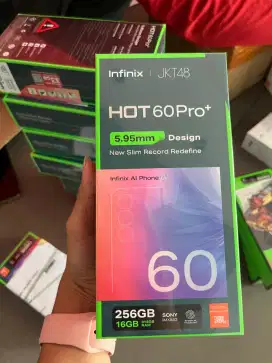 Infinix | JKT48
HOT 60 Pro+
5.95mm Design
New Slim Record Redefine
Infinix AI Phone
60
256GB
16GB
SONY
JBL